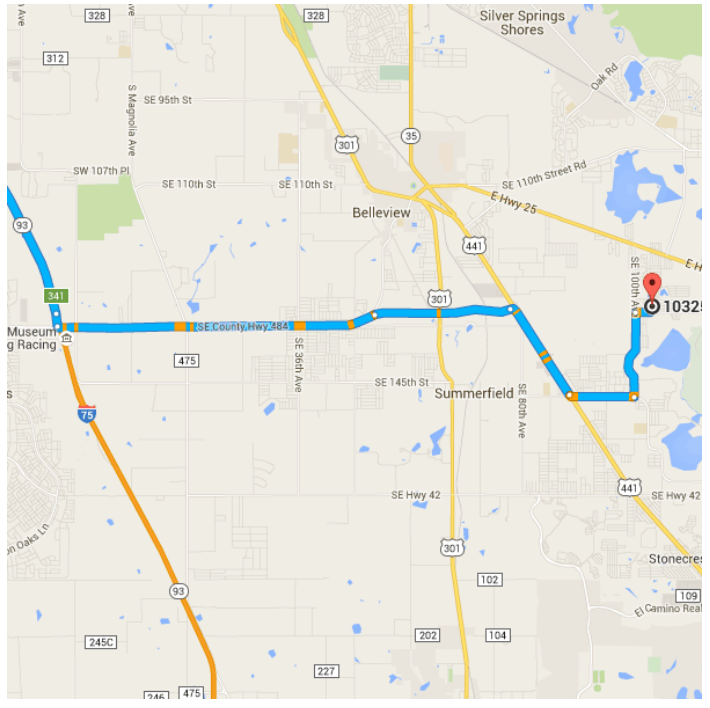 328
Silver Springs
Shores
328
312
Oak Rd
S Magnolia Ave
SE 95th St
35
301
SW 107th Pl
SE 110th St
SE 110th St
SE 110th Street Rd
E Hwy 25
Belleview
93
441
SE 100th Ave
E H
341
301
10325
Museum
g Racing
SE County Hwy 484
475
SE 36th Ave
SE 145th St
Summerfield
SE 80th Ave
75
441
SE Hwy 42
SE Hwy 42
on Oaks Ln
301
Stonecres
93
102
109
El Camino Real
245C
202
104
227
246
475